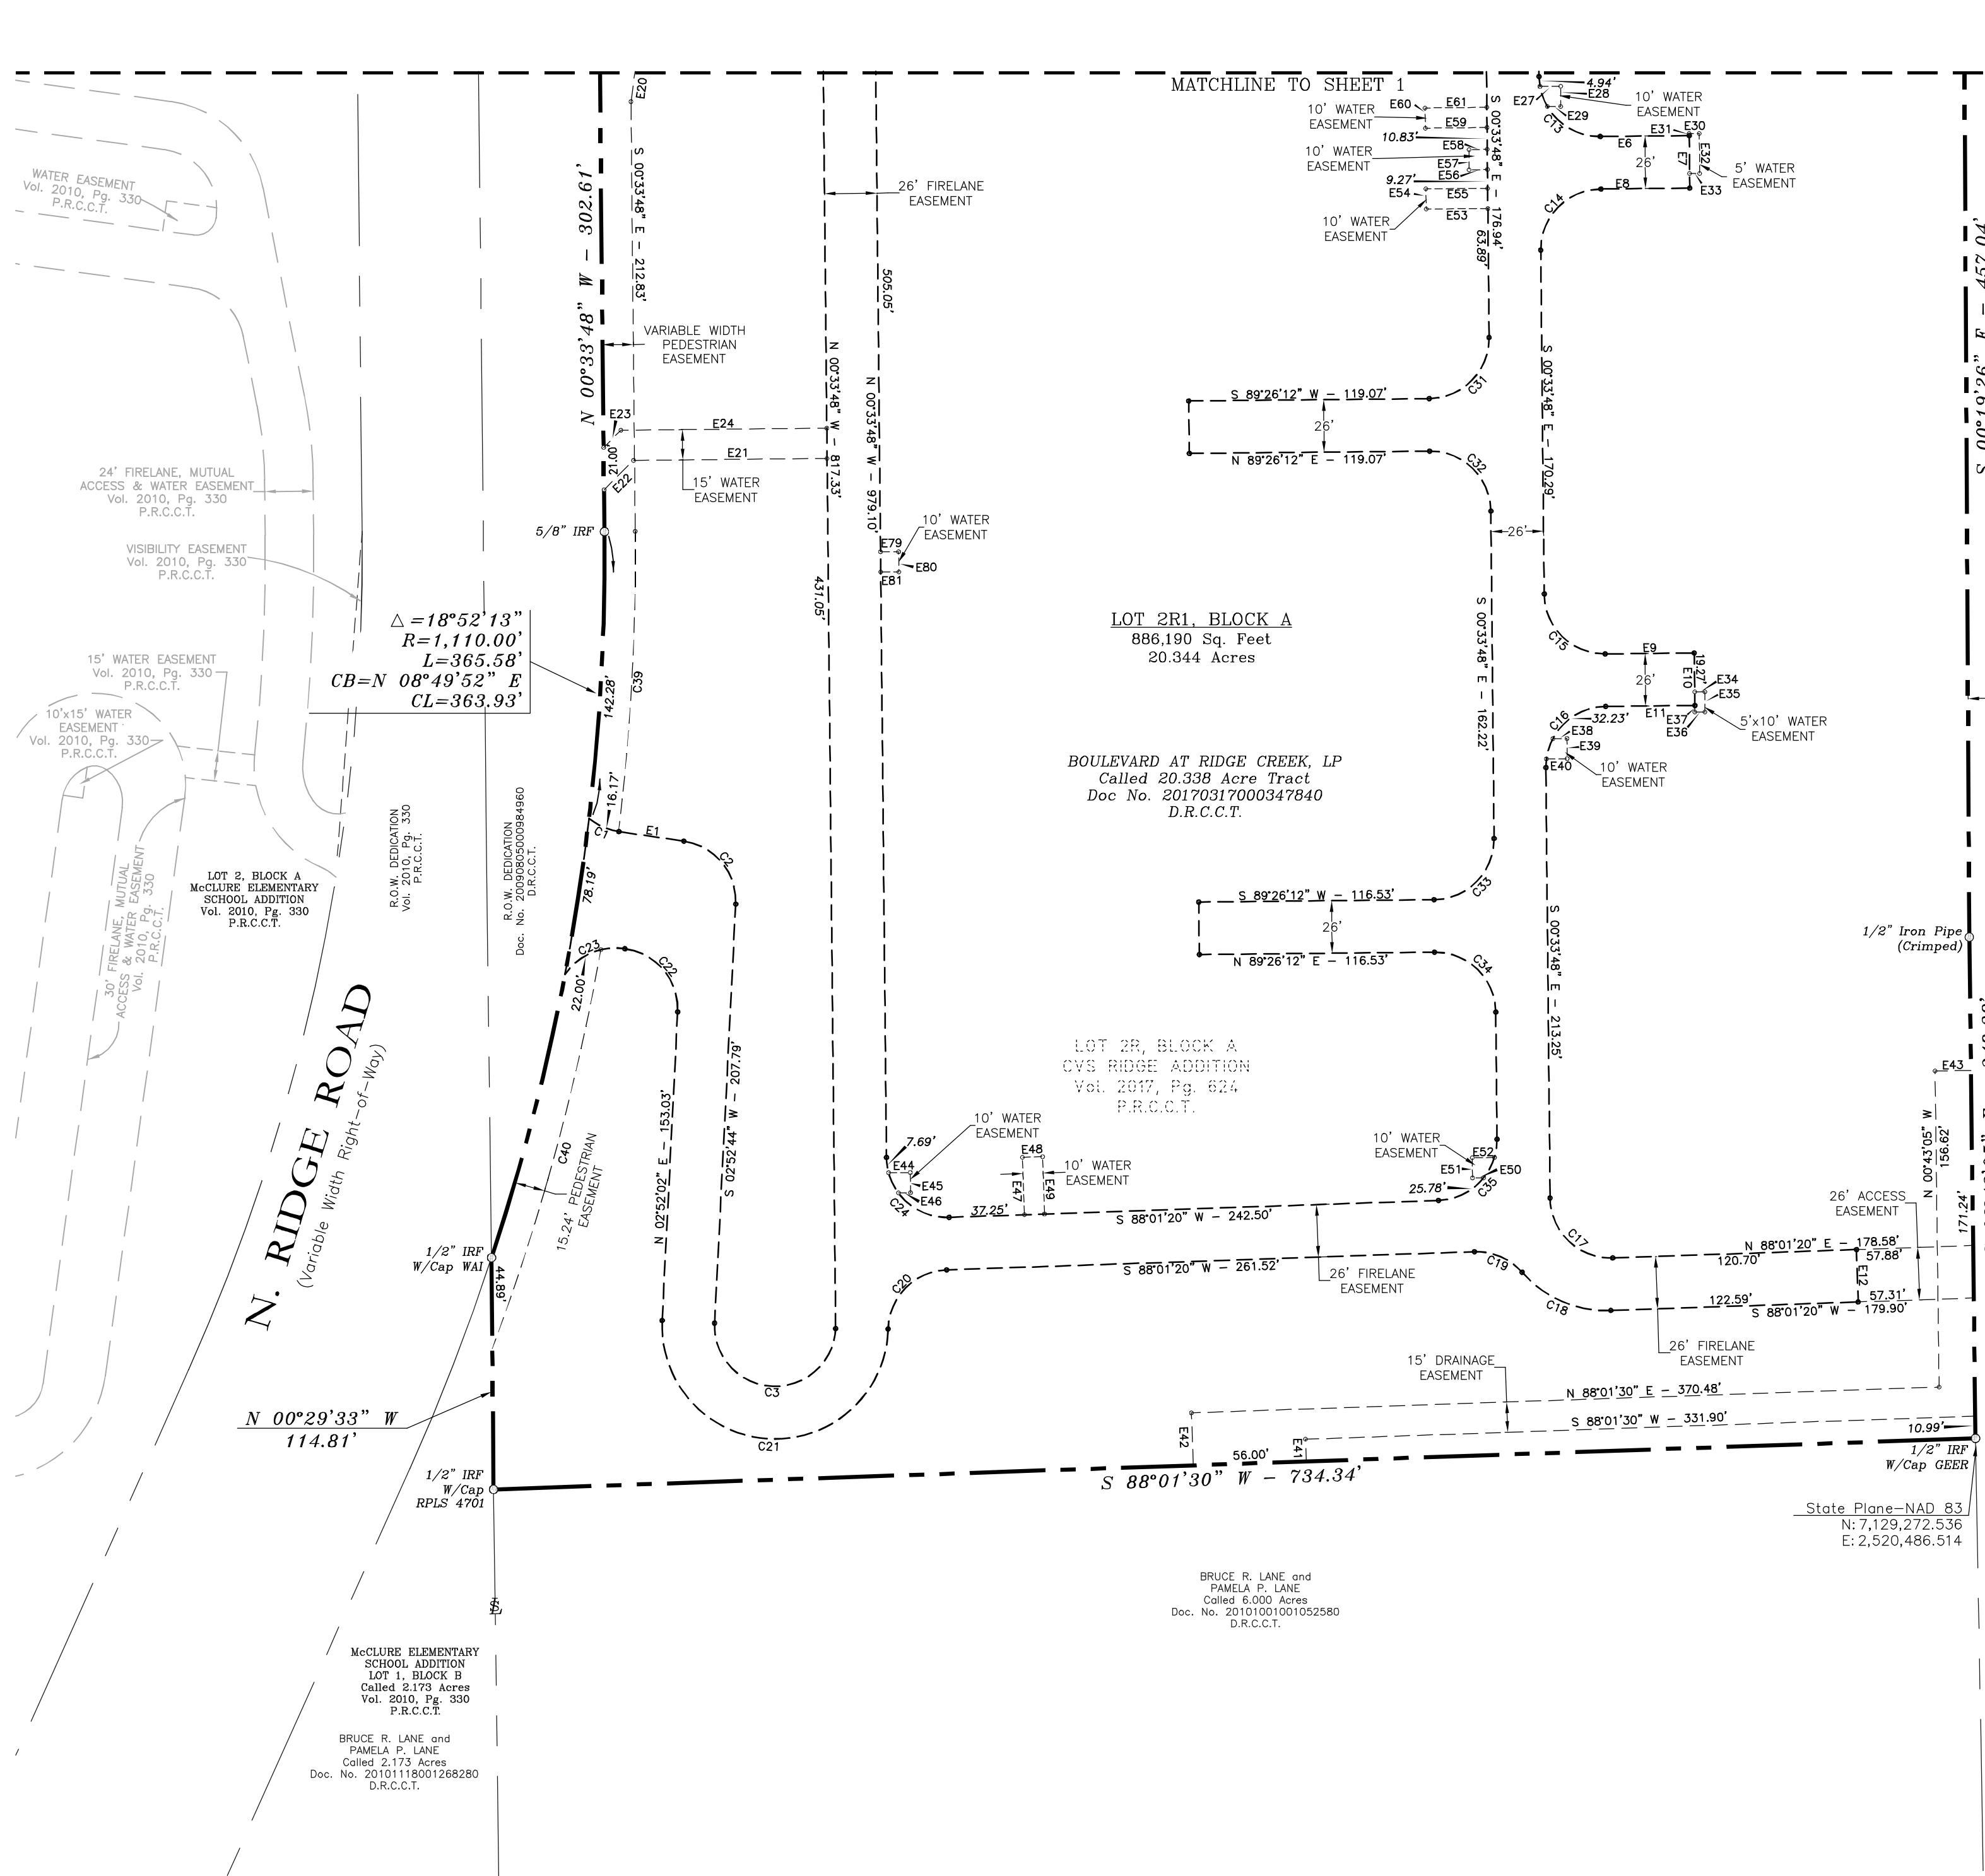 MATCHLINE TO SHEET 1
WATER EASEMENT
Vol. 2010, Pg. 330
P.R.C.C.T.
24' FIRELANE, MUTUAL
ACCESS & WATER EASEMENT
Vol. 2010, Pg. 330
P.R.C.C.T.
VISIBILITY EASEMENT
Vol. 2010, Pg. 330
P.R.C.C.T.
15' WATER EASEMENT
Vol. 2010, Pg. 330
P.R.C.C.T.
10'x15' WATER
EASEMENT
Vol. 2010, Pg. 330
P.R.C.C.T.
30' FIRELANE, MUTUAL
ACCESS & WATER EASEMENT
Vol. 2010, Pg. 330
P.R.C.C.T.
LOT 2, BLOCK A
McCLURE ELEMENTARY
SCHOOL ADDITION
Vol. 2010, Pg. 330
P.R.C.C.T.
R.O.W. DEDICATION
Vol. 2010, Pg. 330
P.R.C.C.T.
R.O.W. DEDICATION
Doc. No. 20090805000984960
D.R.C.C.T.
N. RIDGE ROAD
(Variable Width Right-of-Way)
N 00°33'48" W - 302.61'
E20
S 00°33'48" E - 212.83'
VARIABLE WIDTH
PEDESTRIAN
EASEMENT
E23
E24
21.00'
E21
E22
15' WATER
EASEMENT
5/8" IRF
△=18°52'13"
R=1,110.00'
L=365.58'
CB=N 08°49'52" E
CL=363.93'
142.28'
C39
16.17'
C1
E1
C2
78.19'
C23
C22
22.00'
C40
15.24' PEDESTRIAN
EASEMENT
N 02°52'02" E - 153.03'
S 02°52'44" W - 207.79'
1/2" IRF
W/Cap WAI
44.89'
C3
C21
C20
N 00°29'33" W
114.81'
1/2" IRF
W/Cap
RPLS 4701
26' FIRELANE
EASEMENT
505.05'
N 00°33'48" W - 817.33'
N 00°33'48" W - 979.10'
431.05'
E79
E80
E81
10' WATER
EASEMENT
LOT 2R1, BLOCK A
886,190 Sq. Feet
20.344 Acres
BOULEVARD AT RIDGE CREEK, LP
Called 20.338 Acre Tract
Doc No. 20170317000347840
D.R.C.C.T.
LOT 2R, BLOCK A
CVS RIDGE ADDITION
Vol. 2017, Pg. 624
P.R.C.C.T.
E60
E61
10' WATER
EASEMENT
E59
10.83'
E58
10' WATER
EASEMENT
E57
E56
9.27'
E54
E55
E53
10' WATER
EASEMENT
S 00°33'48" E - 176.94'
63.89'
4.94'
E27
E28
E29
10' WATER
EASEMENT
C13
E6
E31
E30
E7
E32
26'
5' WATER
EASEMENT
E8
E33
C14
C31
S 89°26'12" W - 119.07'
26'
N 89°26'12" E - 119.07'
C32
S 00°33'48" E - 170.29'
26'
C15
E9
19.27'
E10
E34
E35
26'
E11
E37
E36
5'x10' WATER
EASEMENT
C16
32.23'
E38
E39
E40
10' WATER
EASEMENT
S 00°33'48" E - 162.22'
C33
S 89°26'12" W - 116.53'
26'
N 89°26'12" E - 116.53'
C34
S 00°33'48" E - 213.25'
1/2" Iron Pipe
(Crimped)
7.69'
10' WATER
EASEMENT
E44
E45
E46
C24
37.25'
E48
E47
E49
10' WATER
EASEMENT
S 88°01'20" W - 242.50'
10' WATER
EASEMENT
E52
E51
E50
25.78'
C35
C17
S 88°01'20" W - 261.52'
26' FIRELANE
EASEMENT
C19
C18
N 88°01'20" E - 178.58'
120.70'
57.88'
E12
122.59'
57.31'
S 88°01'20" W - 179.90'
26' FIRELANE
EASEMENT
26' ACCESS
EASEMENT
E43
N 00°43'05" W
156.62'
171.24'
15' DRAINAGE
EASEMENT
N 88°01'30" E - 370.48'
S 88°01'30" W - 331.90'
10.99'
E42
E41
56.00'
S 88°01'30" W - 734.34'
1/2" IRF
W/Cap GEER
State Plane-NAD 83
N: 7,129,272.536
E: 2,520,486.514
BRUCE R. LANE and
PAMELA P. LANE
Called 6.000 Acres
Doc. No. 20101001001052580
D.R.C.C.T.
McCLURE ELEMENTARY
SCHOOL ADDITION
LOT 1, BLOCK B
Called 2.173 Acres
Vol. 2010, Pg. 330
P.R.C.C.T.
BRUCE R. LANE and
PAMELA P. LANE
Called 2.173 Acres
Doc. No. 20101118001268280
D.R.C.C.T.